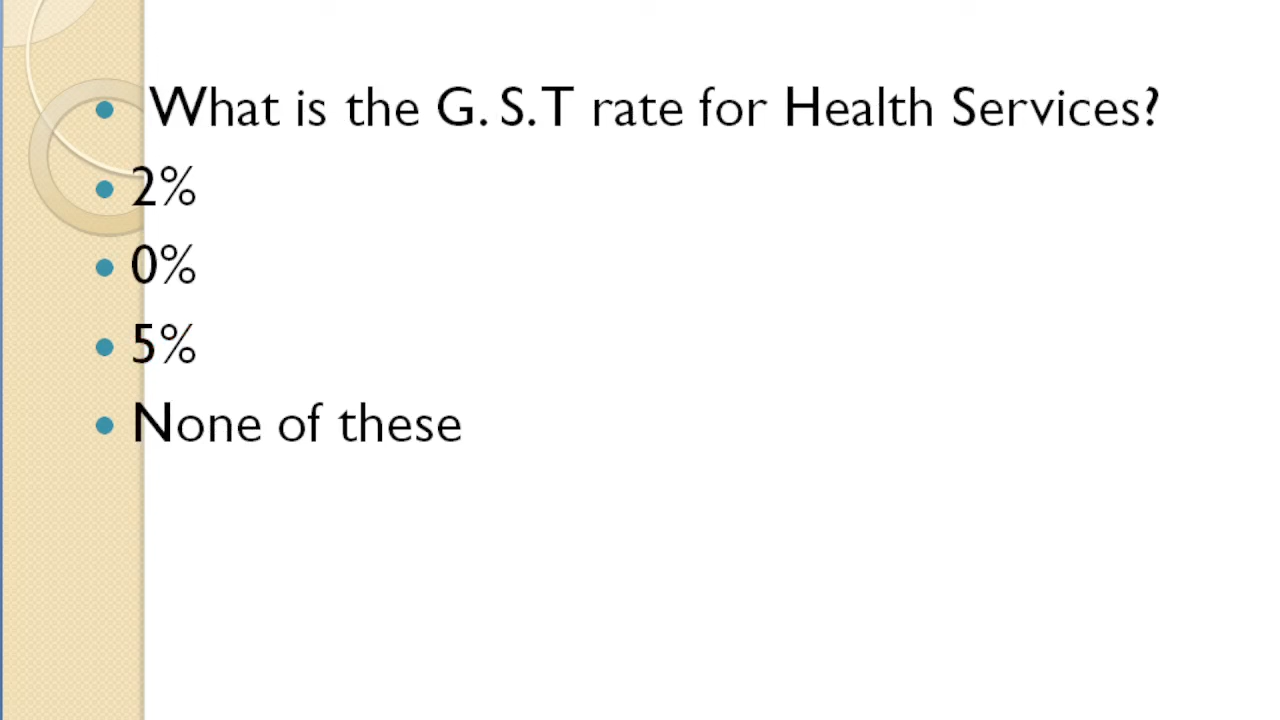 • What is the G. S. T rate for Health Services?
• 2%
• 0%
• 5%
• None of these